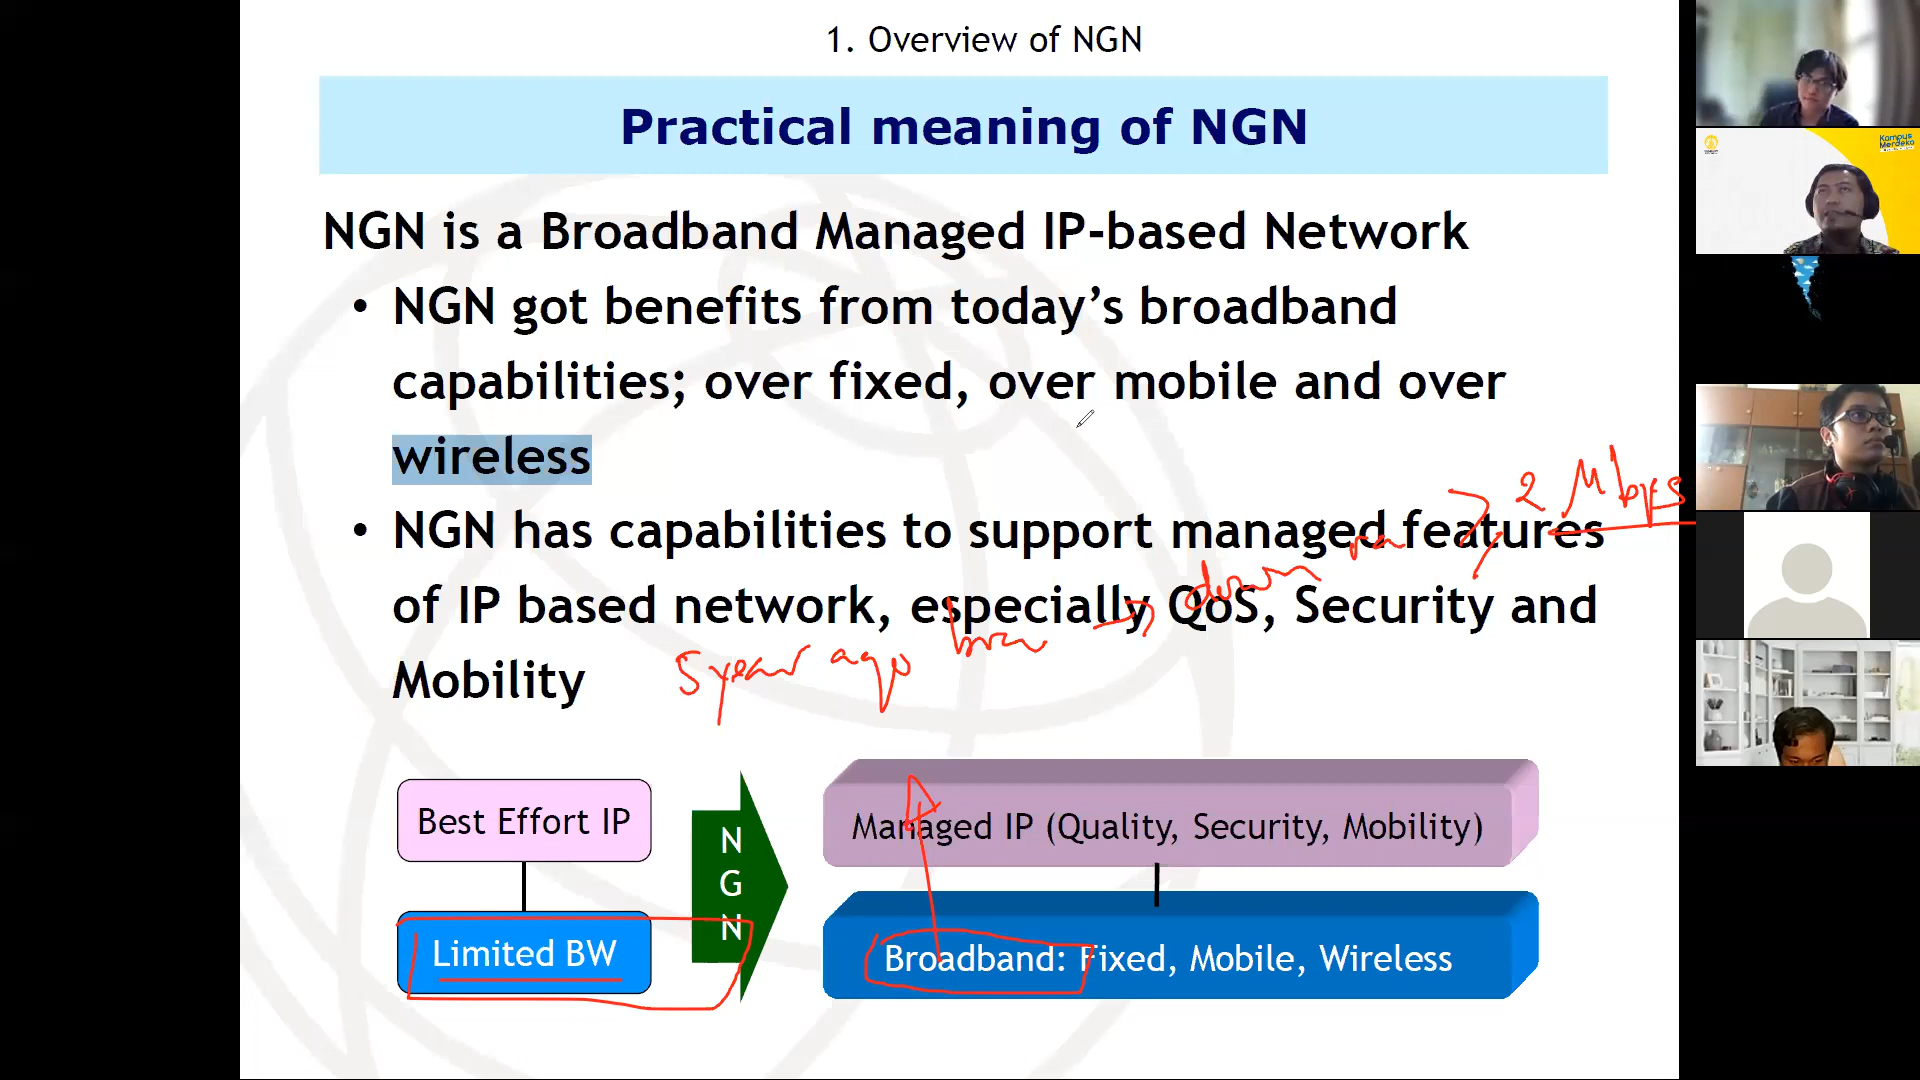 1. Overview of NGN
Practical meaning of NGN
NGN is a Broadband Managed IP-based Network
• NGN got benefits from today's broadband
capabilities; over fixed, over mobile and over
wireless
• NGN has capabilities to support managed features
of IP based network, especially QoS, Security and
Mobility
> 2 Mbps
5 year ago
Best Effort IP
Limited BW
N
G
N
Managed IP (Quality, Security, Mobility)
Broadband: Fixed, Mobile, Wireless
Kampus
Merdeka